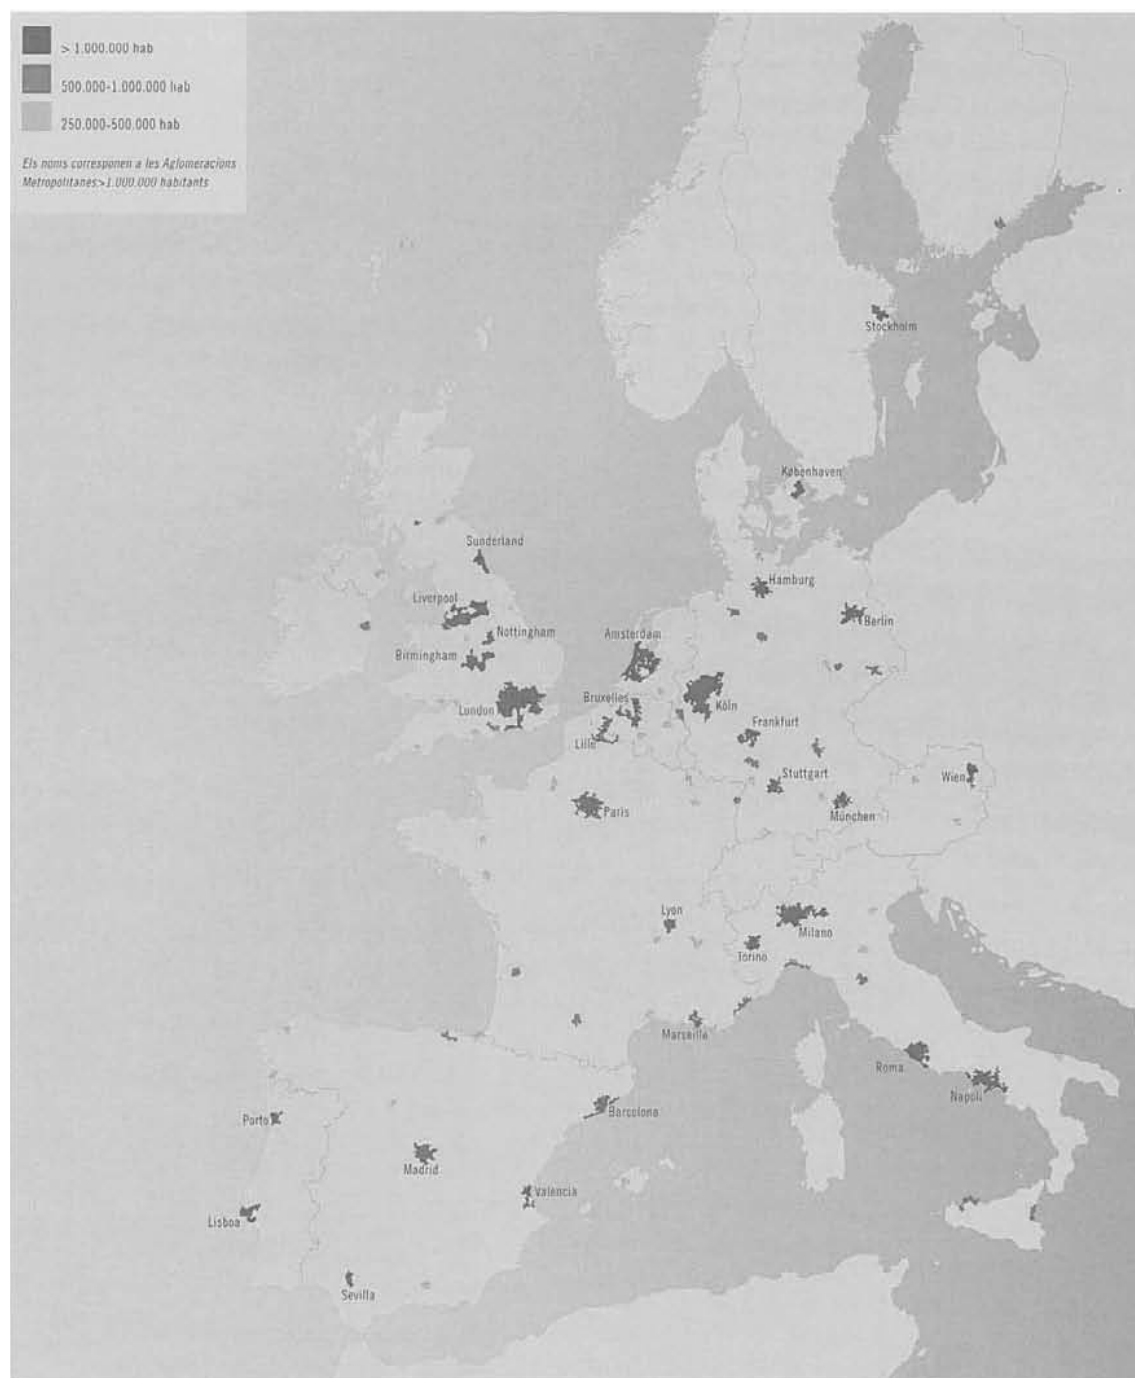 > 1.000.000 hab
500.000-1.000.000 hab
250.000-500.000 hab
Els noms corresponen a les Aglomeracions
Metropolitanes>1.000.000 habitants
Stockholm
København
Sunderland
Hamburg
Liverpool
Berlin
Nottingham
Amsterdam
Birmingham
Bruxelles
London
Köln
Frankfurt
Lille
Stuttgart
Wien
Paris
München
Lyon
Milano
Torino
Marseille
Roma
Napoli
Porto
Barcelona
Madrid
Valencia
Lisboa
Sevilla